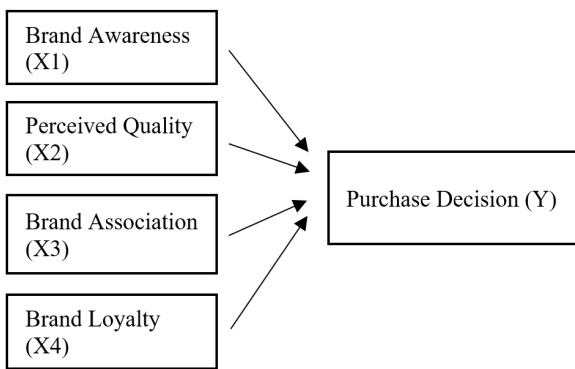 Brand Awareness
(X1)
Perceived Quality
(X2)
Purchase Decision (Y)
Brand Association
(X3)
Brand Loyalty
(X4)